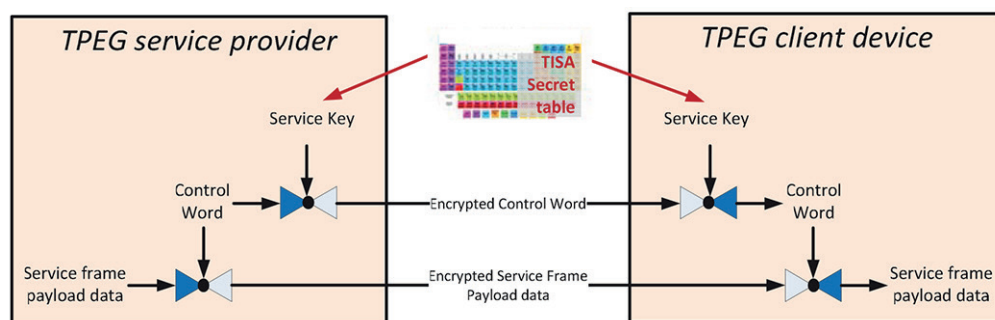 TPEG service provider
TPEG client device
TISA
Secret
table
Service Key
Service Key
Control
Word
Encrypted Control Word
Control
Word
Service frame
payload data
Encrypted Service Frame
Payload data
Service frame
payload data